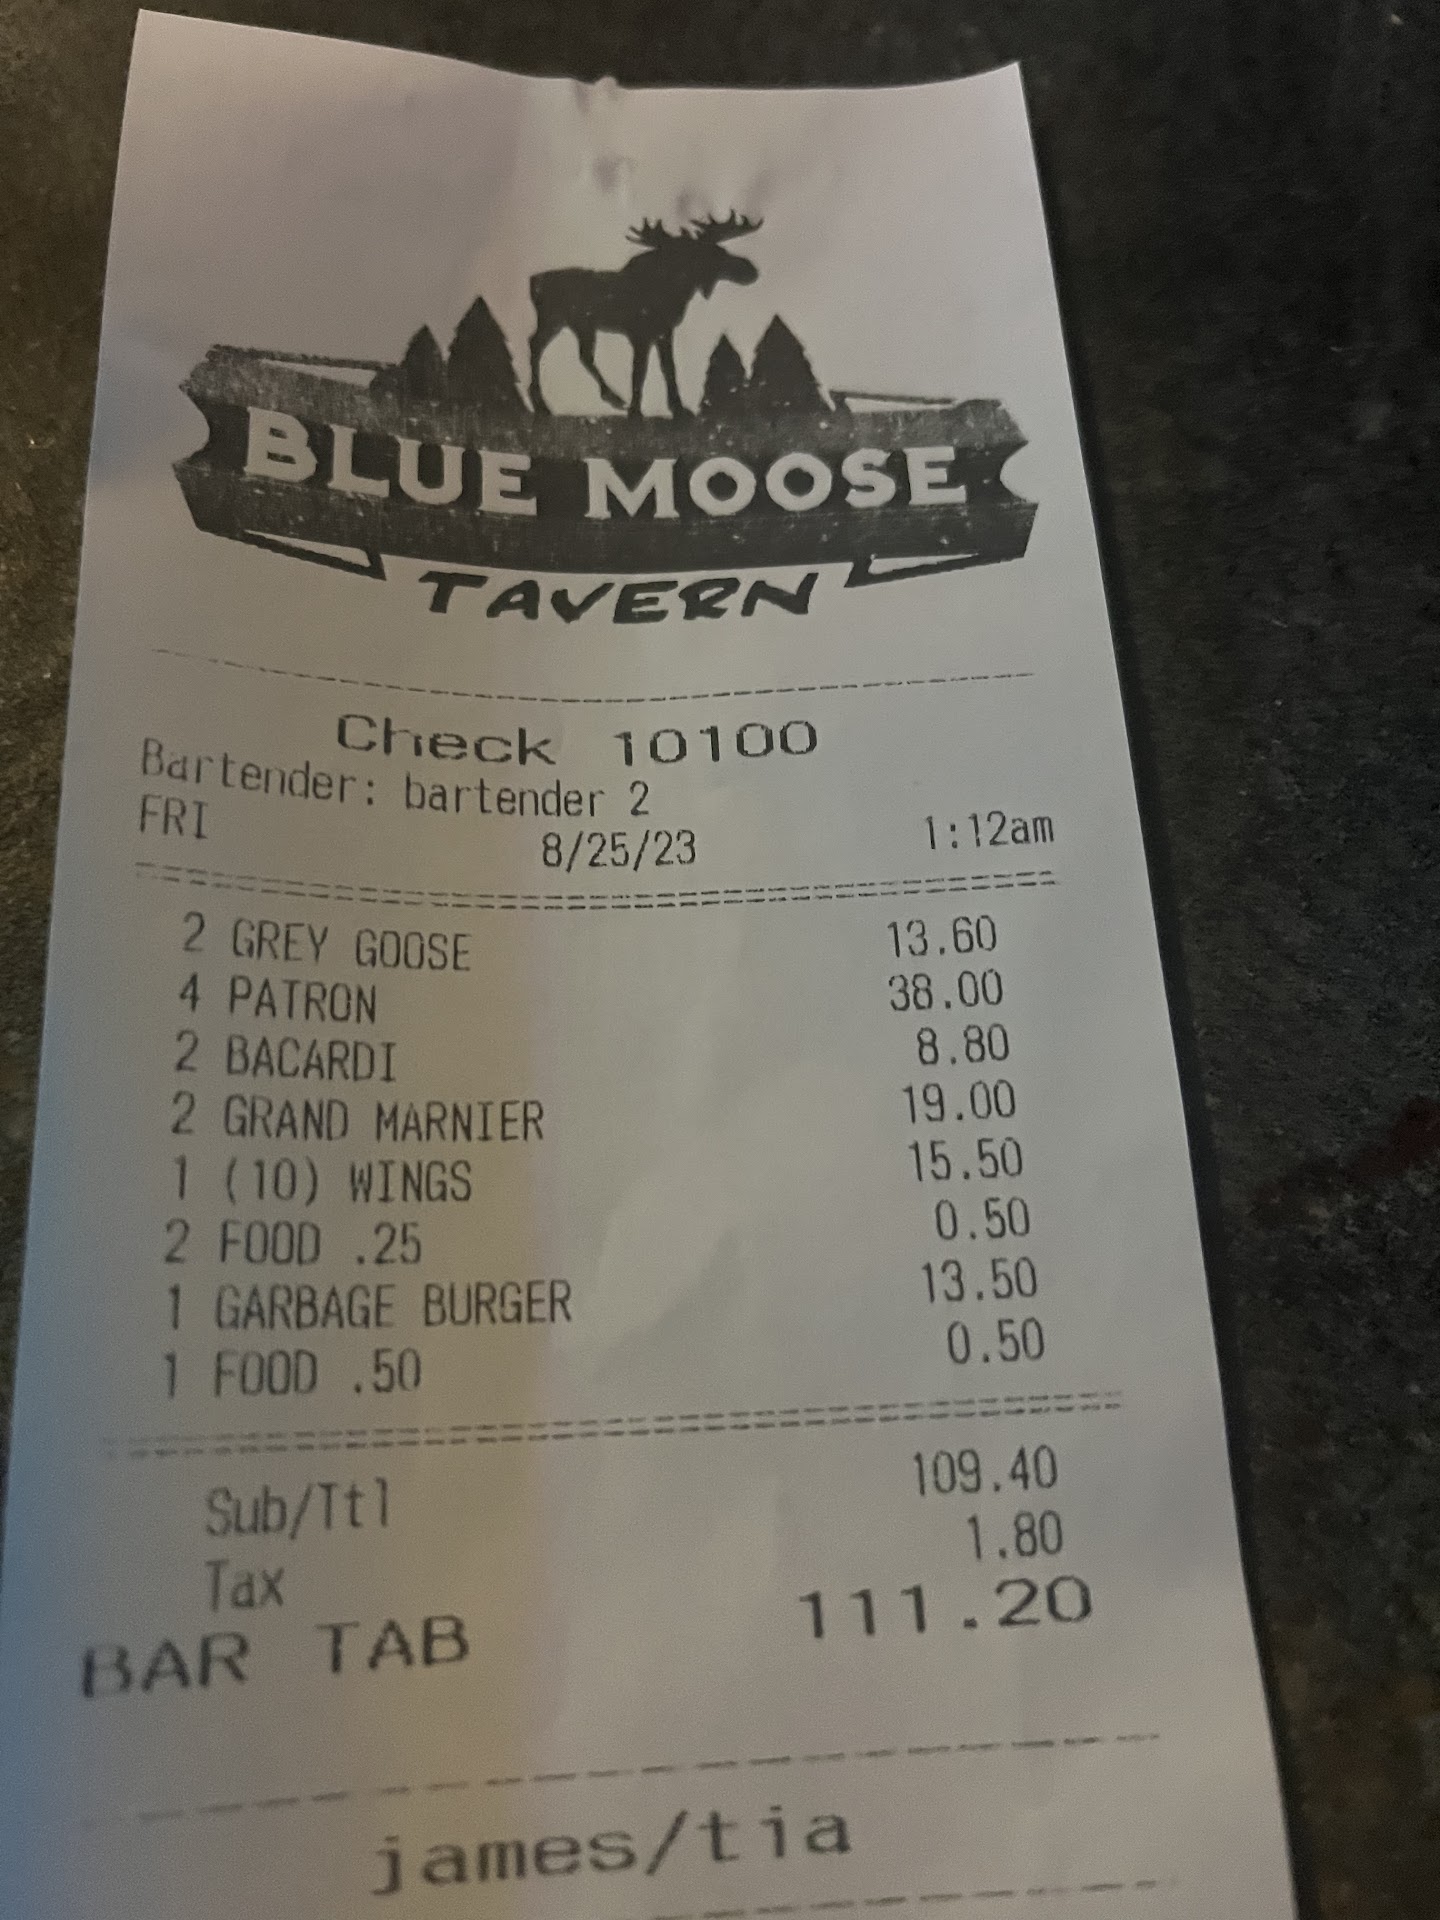 BLUE MOOSE
TAVERN
Check 10100
Bartender: bartender 2
FRI 8/25/23 1:12am
2 GREY GOOSE 13.60
4 PATRON 38.00
2 BACARDI 8.80
2 GRAND MARNIER 19.00
1 (10) WINGS 15.50
2 FOOD .25 0.50
1 GARBAGE BURGER 13.50
1 FOOD .50 0.50
Sub/Ttl 109.40
Tax 1.80
BAR TAB 111.20
james/tia